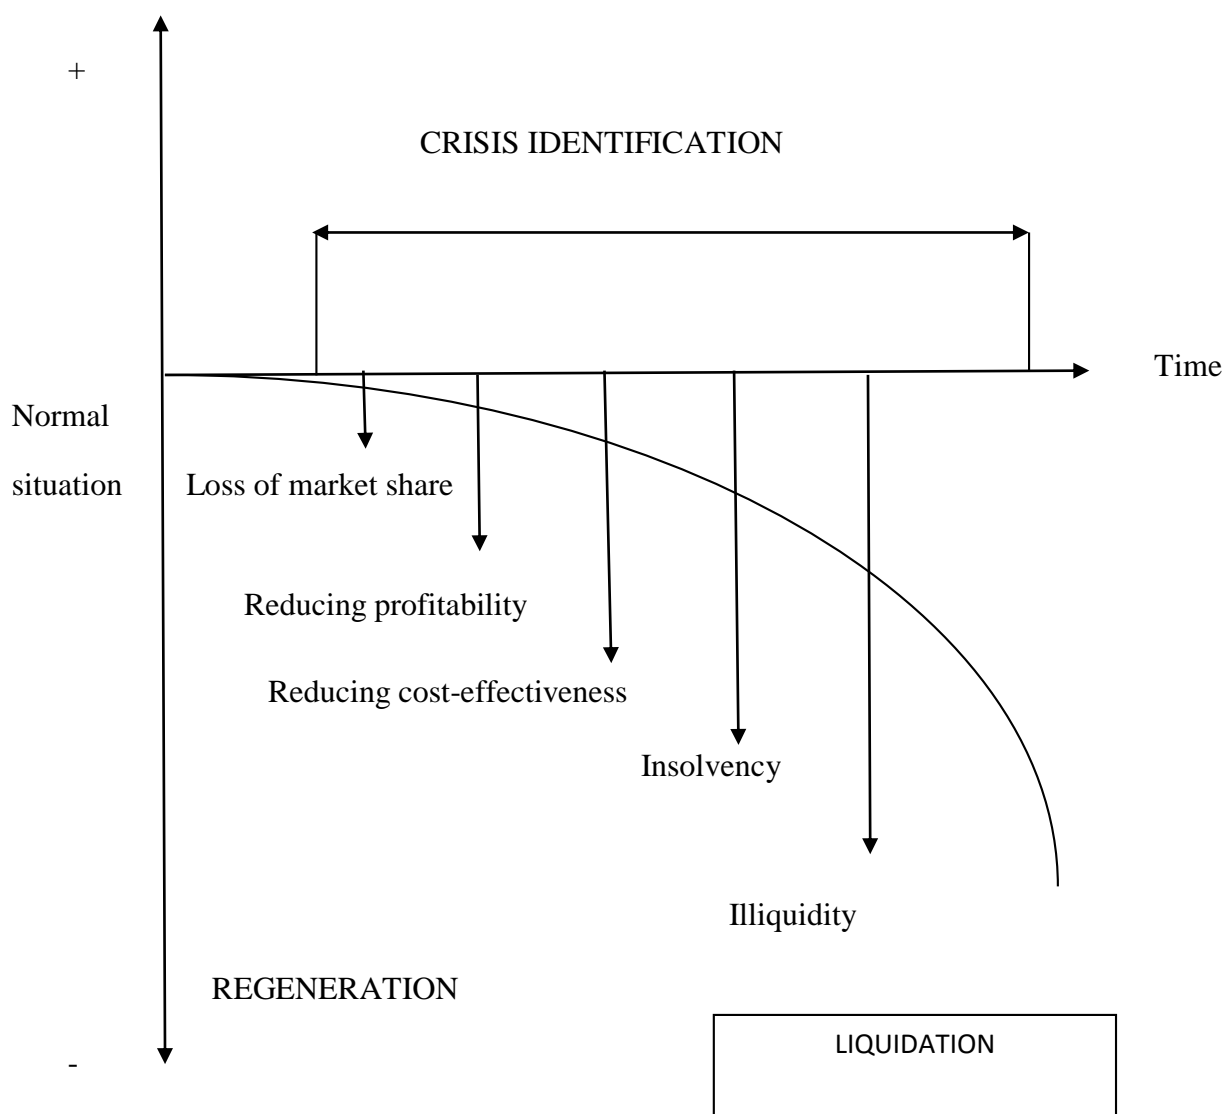 +
CRISIS IDENTIFICATION
Time
Normal
situation
Loss of market share
Reducing profitability
Reducing cost-effectiveness
Insolvency
Illiquidity
REGENERATION
LIQUIDATION
-